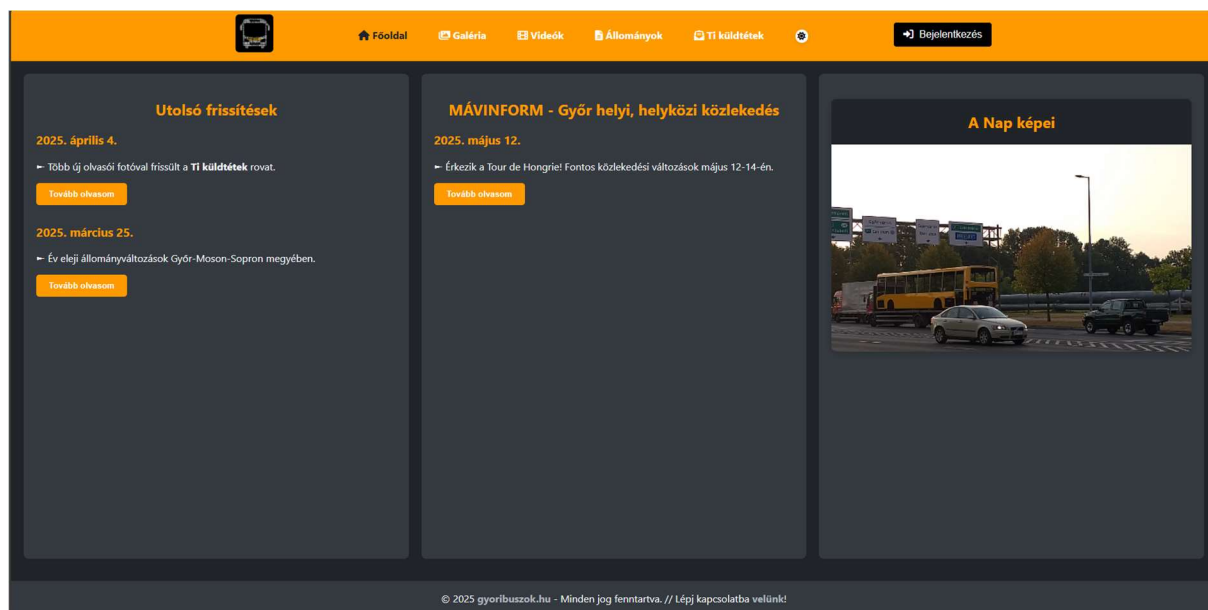 Főoldal
Galéria
Videók
Állományok
Ti küldtétek
Bejelentkezés
Utolsó frissítések
2025. április 4.
► Több új olvasói fotóval frissült a Ti küldtétek rovat.
Tovább olvasom
2025. március 25.
► Év eleji állományváltozások Győr-Moson-Sopron megyében.
Tovább olvasom
MÁVINFORM - Győr helyi, helyközi közlekedés
2025. május 12.
► Érkezik a Tour de Hongrie! Fontos közlekedési változások május 12-14-én.
Tovább olvasom
A Nap képei
© 2025 gyoribuszok.hu - Minden jog fenntartva. // Lépj kapcsolatba velünk!